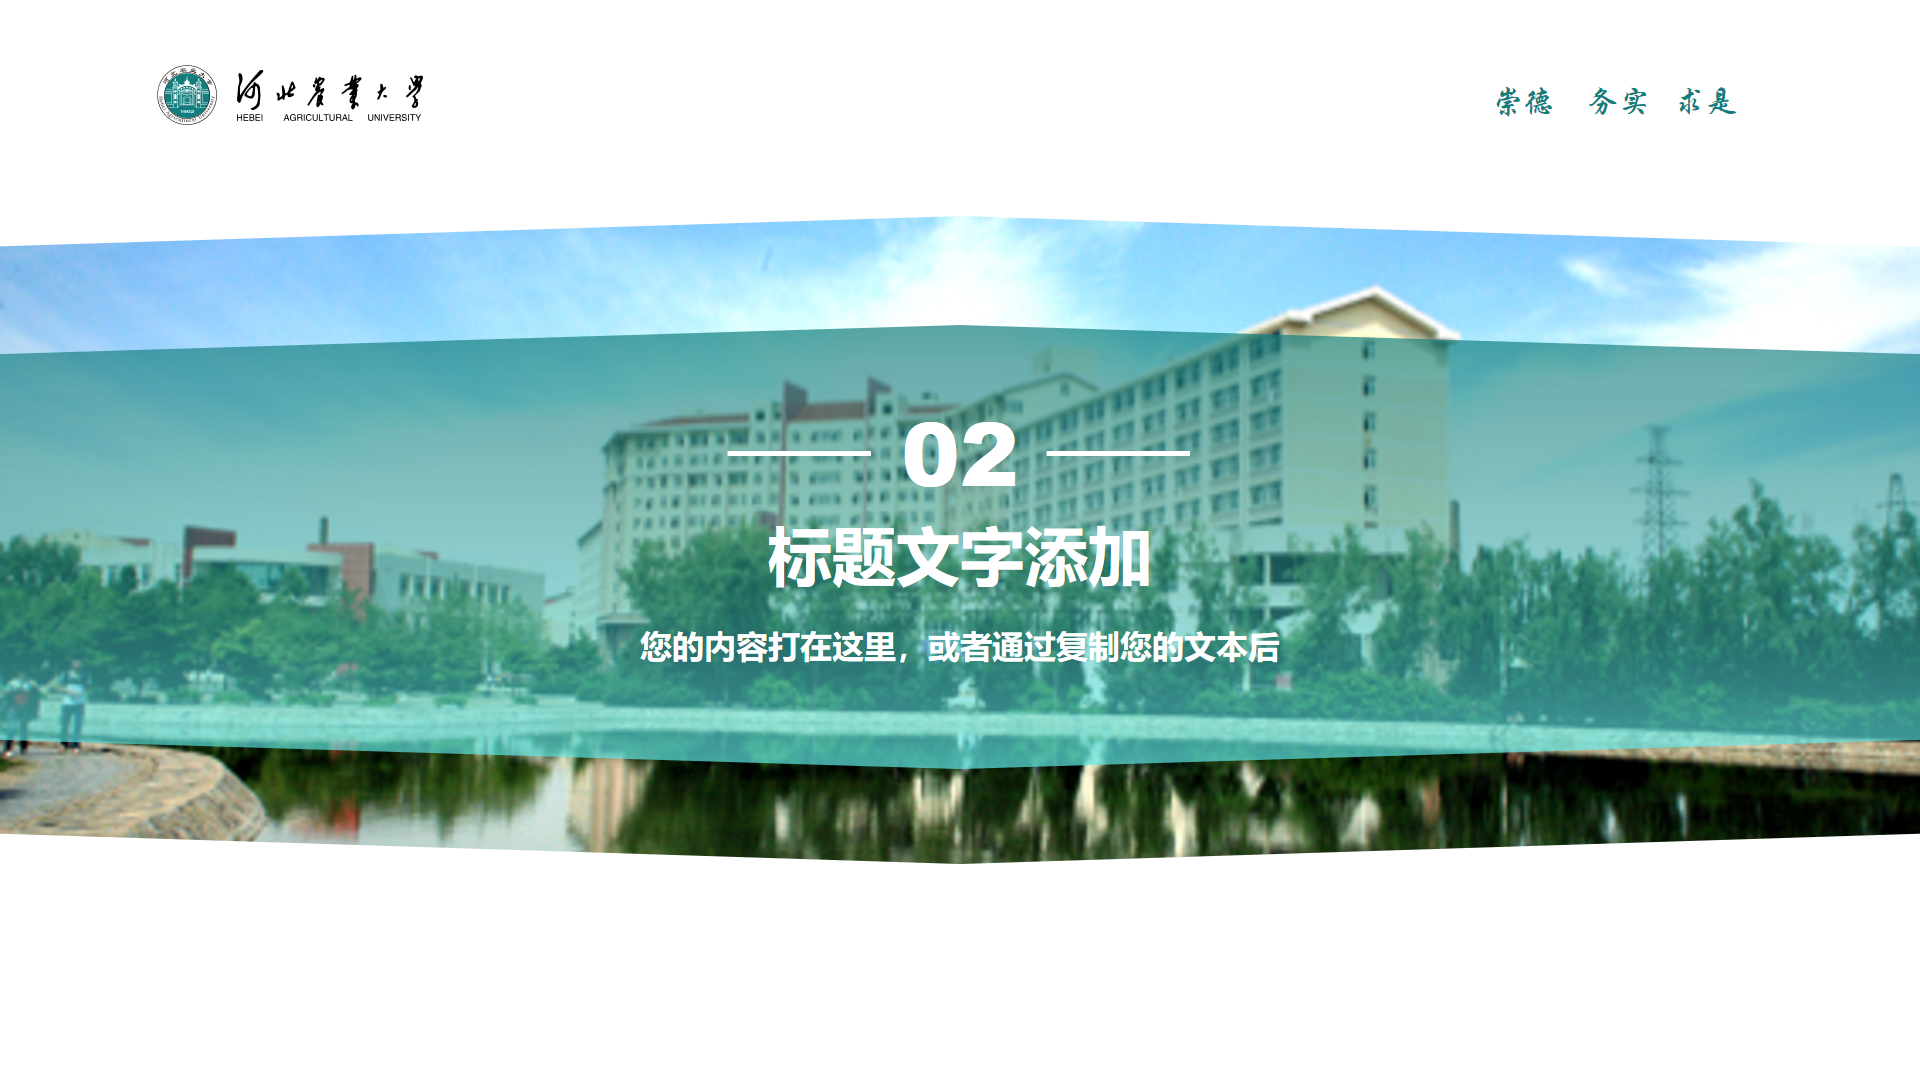 河北农业大学
HEBEI AGRICULTURAL UNIVERSITY
1902
崇德 务实 求是
02
标题文字添加
您的内容打在这里，或者通过复制您的文本后